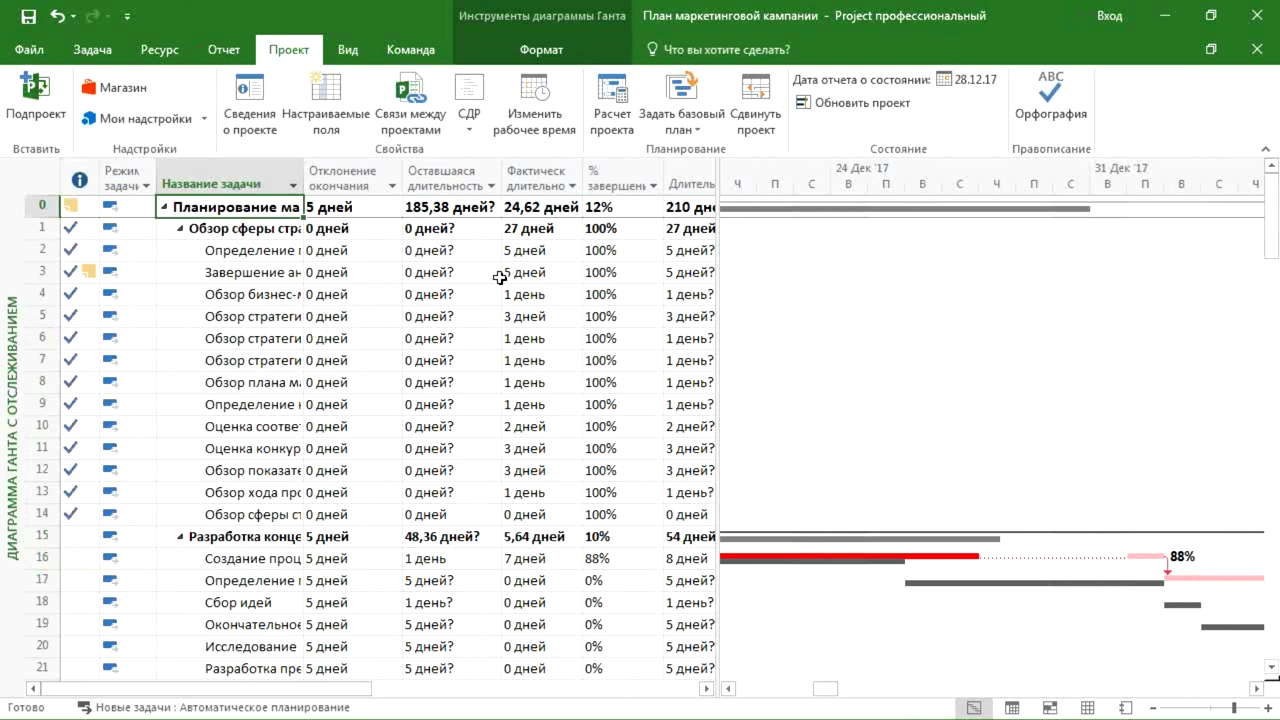 Инструменты диаграммы Ганта План маркетинговой кампании - Project профессиональный Вход
Файл Задача Ресурс Отчет Проект Вид Команда Формат Что вы хотите сделать?
Подпроект
Вставить
Магазин
Мои надстройки
Надстройки
Сведения о проекте
Настраиваемые поля
Связи между проектами
СДР
Изменить рабочее время
Свойства
Расчет проекта
Задать базовый план
Сдвинуть проект
Планирование
Дата отчета о состоянии: 28.12.17
Обновить проект
Состояние
ABC
Орфография
Правописание
Режим задачи Название задачи Отклонение окончания Оставшаяся длительность Фактическ длительно % завершени Длитель
24 Дек '17 31 Дек '17
Ч П С В П В С Ч П С В П В С Ч
0 Планирование ма 5 дней 185,38 дней? 24,62 дней 12% 210 дне
1 Обзор сферы стра 0 дней 0 дней? 27 дней 100% 27 дней
2 Определение 0 дней 0 дней? 5 дней 100% 5 дней?
3 Завершение ан 0 дней 0 дней? 5 дней 100% 5 дней?
4 Обзор бизнес-м 0 дней 0 дней? 1 день 100% 1 день?
5 Обзор стратеги 0 дней 0 дней? 3 дней 100% 3 дней?
6 Обзор стратеги 0 дней 0 дней? 1 день 100% 1 день?
7 Обзор стратеги 0 дней 0 дней? 1 день 100% 1 день?
8 Обзор плана ма 0 дней 0 дней? 1 день 100% 1 день?
9 Определение 0 дней 0 дней? 1 день 100% 1 день?
10 Оценка соответ 0 дней 0 дней? 2 дней 100% 2 дней?
11 Оценка конкур 0 дней 0 дней? 3 дней 100% 3 дней?
12 Обзор показате 0 дней 0 дней? 3 дней 100% 3 дней?
13 Обзор хода про 0 дней 0 дней? 1 день 100% 1 день?
14 Обзор сферы ст 0 дней 0 дней 0 дней 100% 0 дней
15 Разработка конце 5 дней 48,36 дней? 5,64 дней 10% 54 дней
16 Создание проц 5 дней 1 день 7 дней 88% 8 дней 88%
17 Определение 5 дней 5 дней? 0 дней 0% 5 дней?
18 Сбор идей 5 дней 1 день? 0 дней 0% 1 день?
19 Окончательное 5 дней 5 дней? 0 дней 0% 5 дней?
20 Исследование 5 дней 5 дней? 0 дней 0% 5 дней?
21 Разработка пре 5 дней 5 дней? 0 дней 0% 5 дней?
ДИАГРАММА ГАНТА С ОТСЛЕЖИВАНИЕМ
Готово Новые задачи : Автоматическое планирование